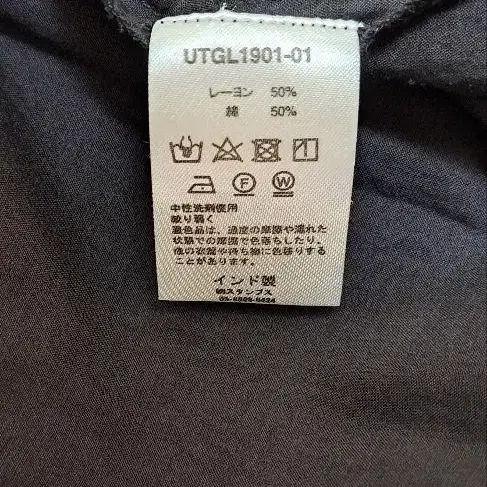 UTGL1901-01
レーヨン 50%
綿 50%
F W
中性洗剤使用
絞り弱く
濃色品は、過度の摩擦や濡れた
状態での摩擦で色落ちしたり、
他の衣類や持ち物に色移りする
ことがあります。
インド製
㈱スタンプス